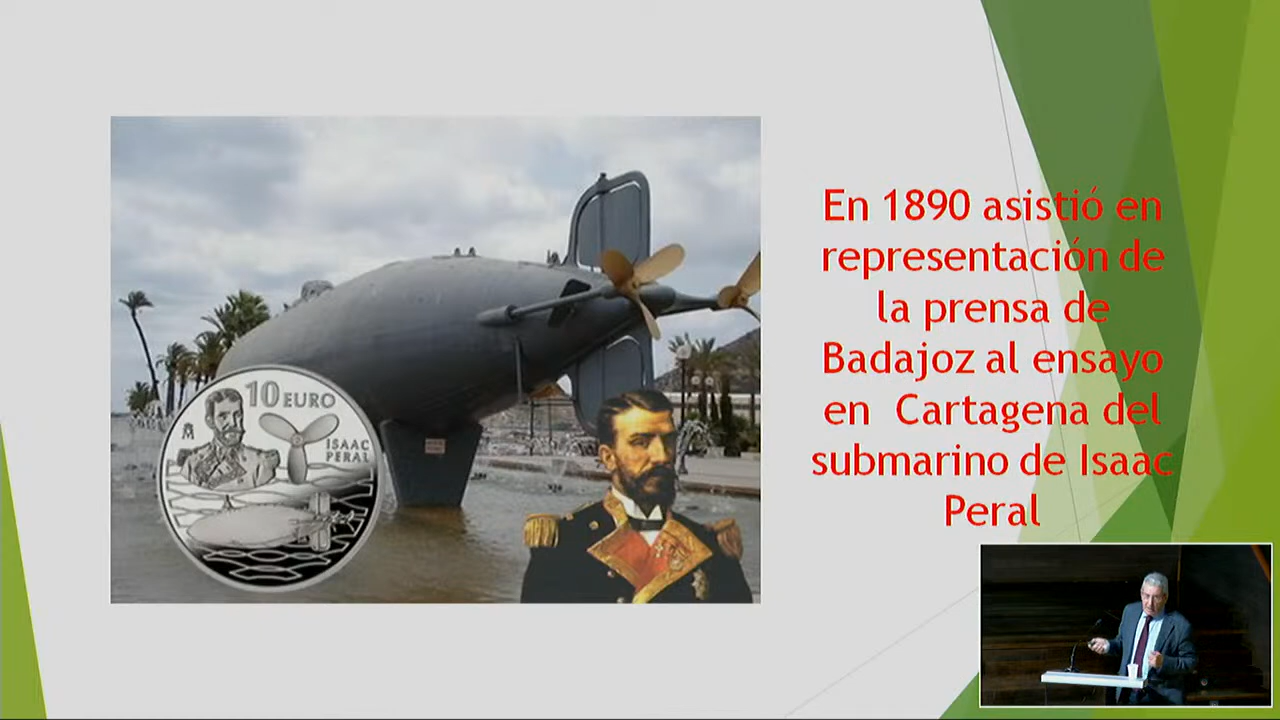 10 EURO
ISAAC
PERAL
En 1890 asistió en
representación de
la prensa de
Badajoz al ensayo
en Cartagena del
submarino de Isaac
Peral